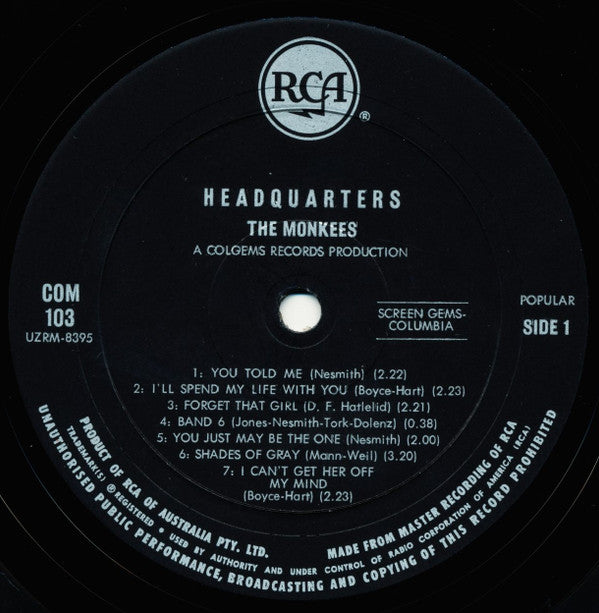 RCA
®
HEADQUARTERS
THE MONKEES
A COLGEMS RECORDS PRODUCTION
COM
103
UZRM-8395
SCREEN GEMS-
COLUMBIA
POPULAR
SIDE 1
1: YOU TOLD ME (Nesmith) (2.22)
2: I'LL SPEND MY LIFE WITH YOU (Boyce-Hart) (2.23)
3: FORGET THAT GIRL (D. F. Hatlelid) (2.21)
4: BAND 6 (Jones-Nesmith-Tork-Dolenz) (0.38)
5: YOU JUST MAY BE THE ONE (Nesmith) (2.00)
6: SHADES OF GRAY (Mann-Weil) (3.20)
7: I CAN'T GET HER OFF
MY MIND
(Boyce-Hart) (2.23)
PRODUCT OF RCA OF AUSTRALIA PTY. LTD.
MADE FROM MASTER RECORDING OF RCA
TRADEMARK(S) ® REGISTERED • USED BY AUTHORITY AND UNDER CONTROL OF RADIO CORPORATION OF AMERICA (RCA)
UNAUTHORISED PUBLIC PERFORMANCE, BROADCASTING AND COPYING OF THIS RECORD PROHIBITED